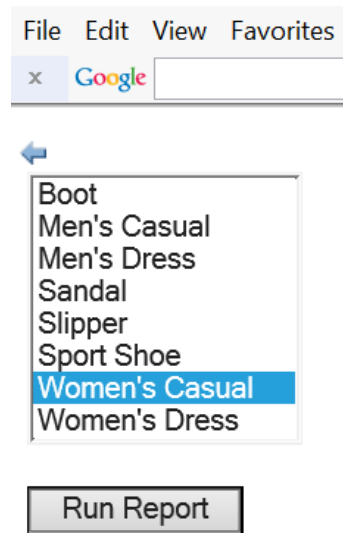 File Edit View Favorites
x Google
Boot
Men's Casual
Men's Dress
Sandal
Slipper
Sport Shoe
Women's Casual
Women's Dress
Run Report